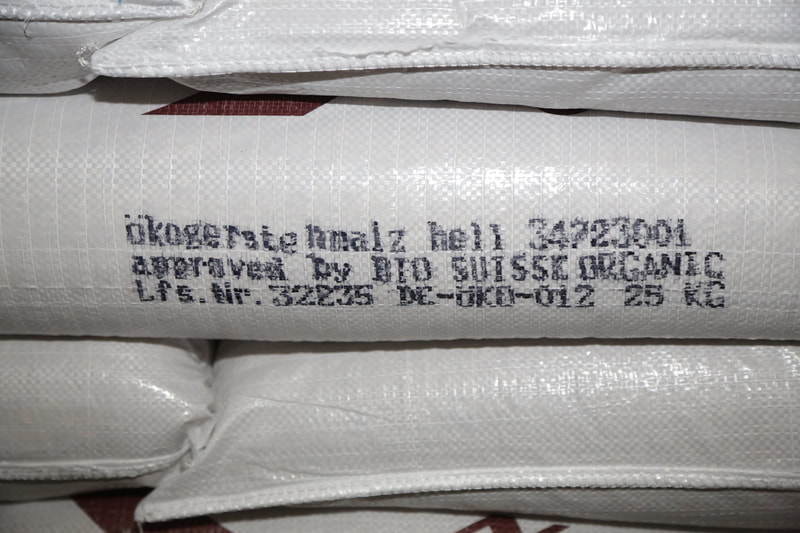 ökogerstenmalz hell 34723001
approved by BIO SUISSE ORGANIC
Lfs.Nr. 32235 DE-ÖKO-012 25 KG